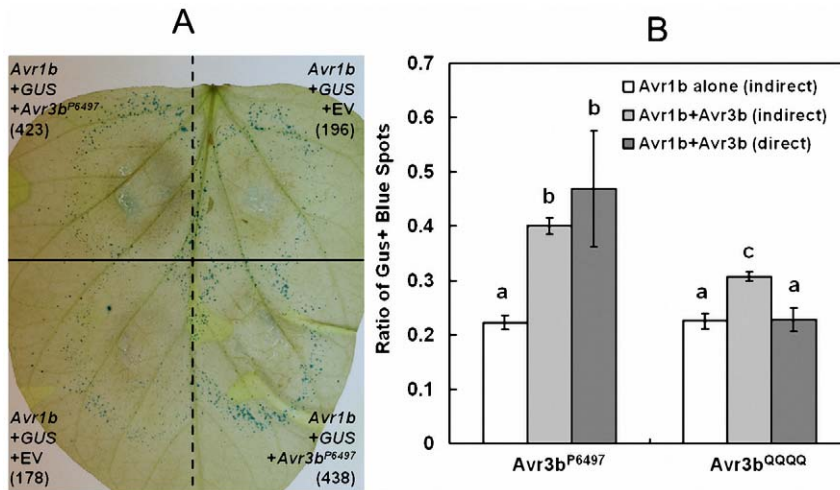 A
Avr1b
+GUS
+Avr3bᴾ⁶⁴⁹⁷
(423)
Avr1b
+GUS
+EV
(196)
Avr1b
+GUS
+EV
(178)
Avr1b
+GUS
+Avr3bᴾ⁶⁴⁹⁷
(438)
B
Ratio of Gus+ Blue Spots
0.7
0.6
0.5
0.4
0.3
0.2
0.1
0
Avr1b alone (indirect)
Avr1b+Avr3b (indirect)
Avr1b+Avr3b (direct)
a
b
b
a
c
a
Avr3bᴾ⁶⁴⁹⁷
Avr3bQQQQ